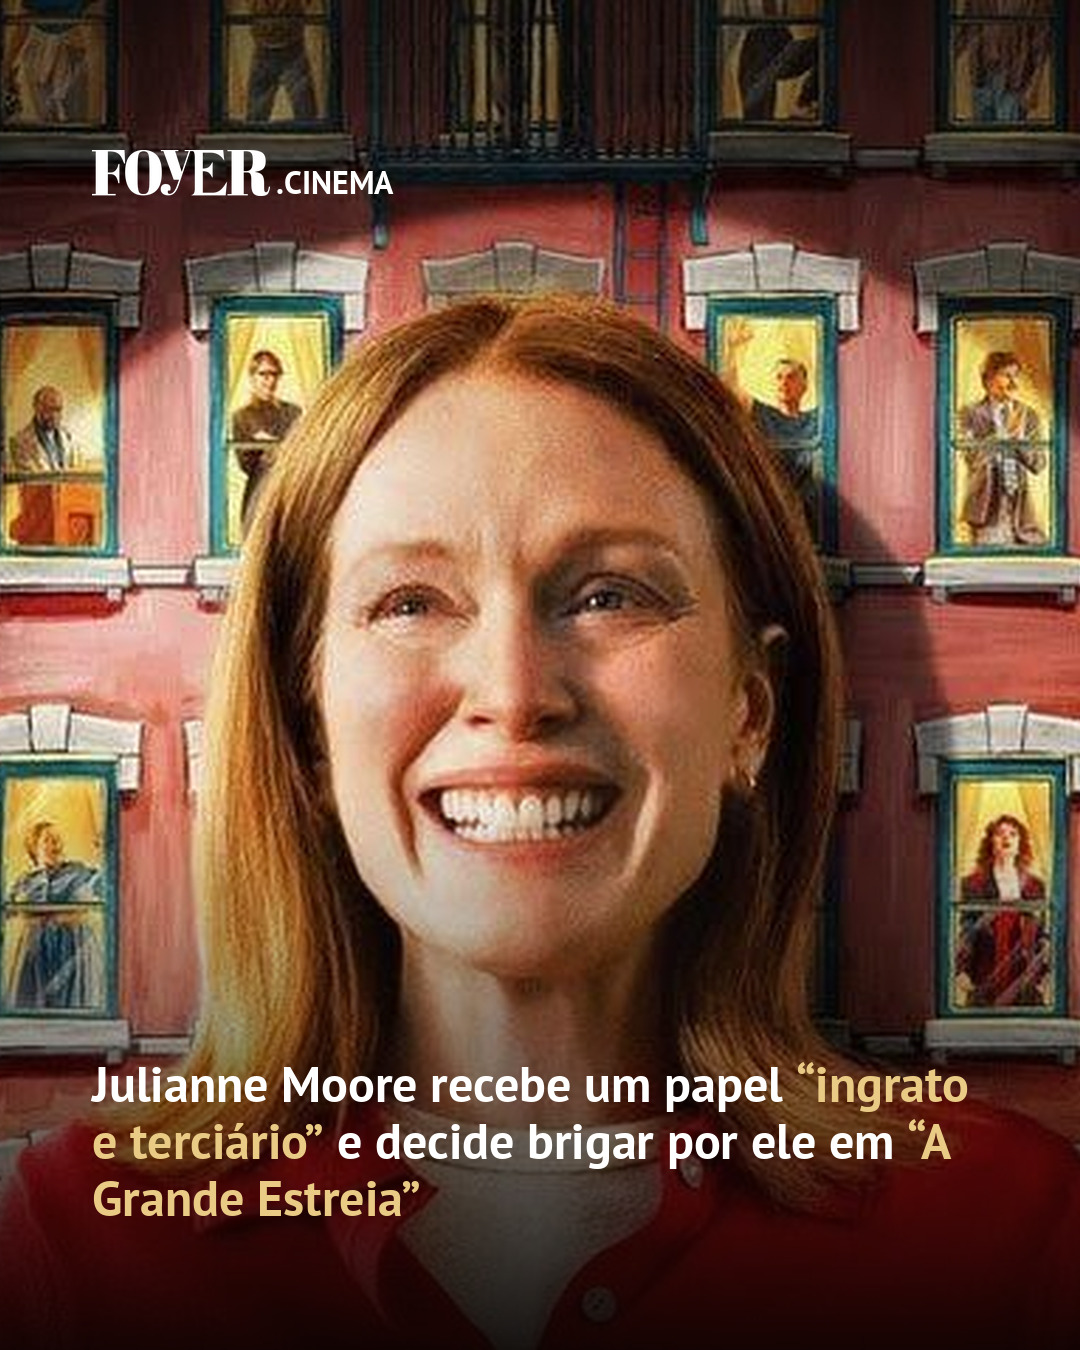 FOYER.CINEMA
Julianne Moore recebe um papel “ingrato
e terciário” e decide brigar por ele em “A
Grande Estreia”